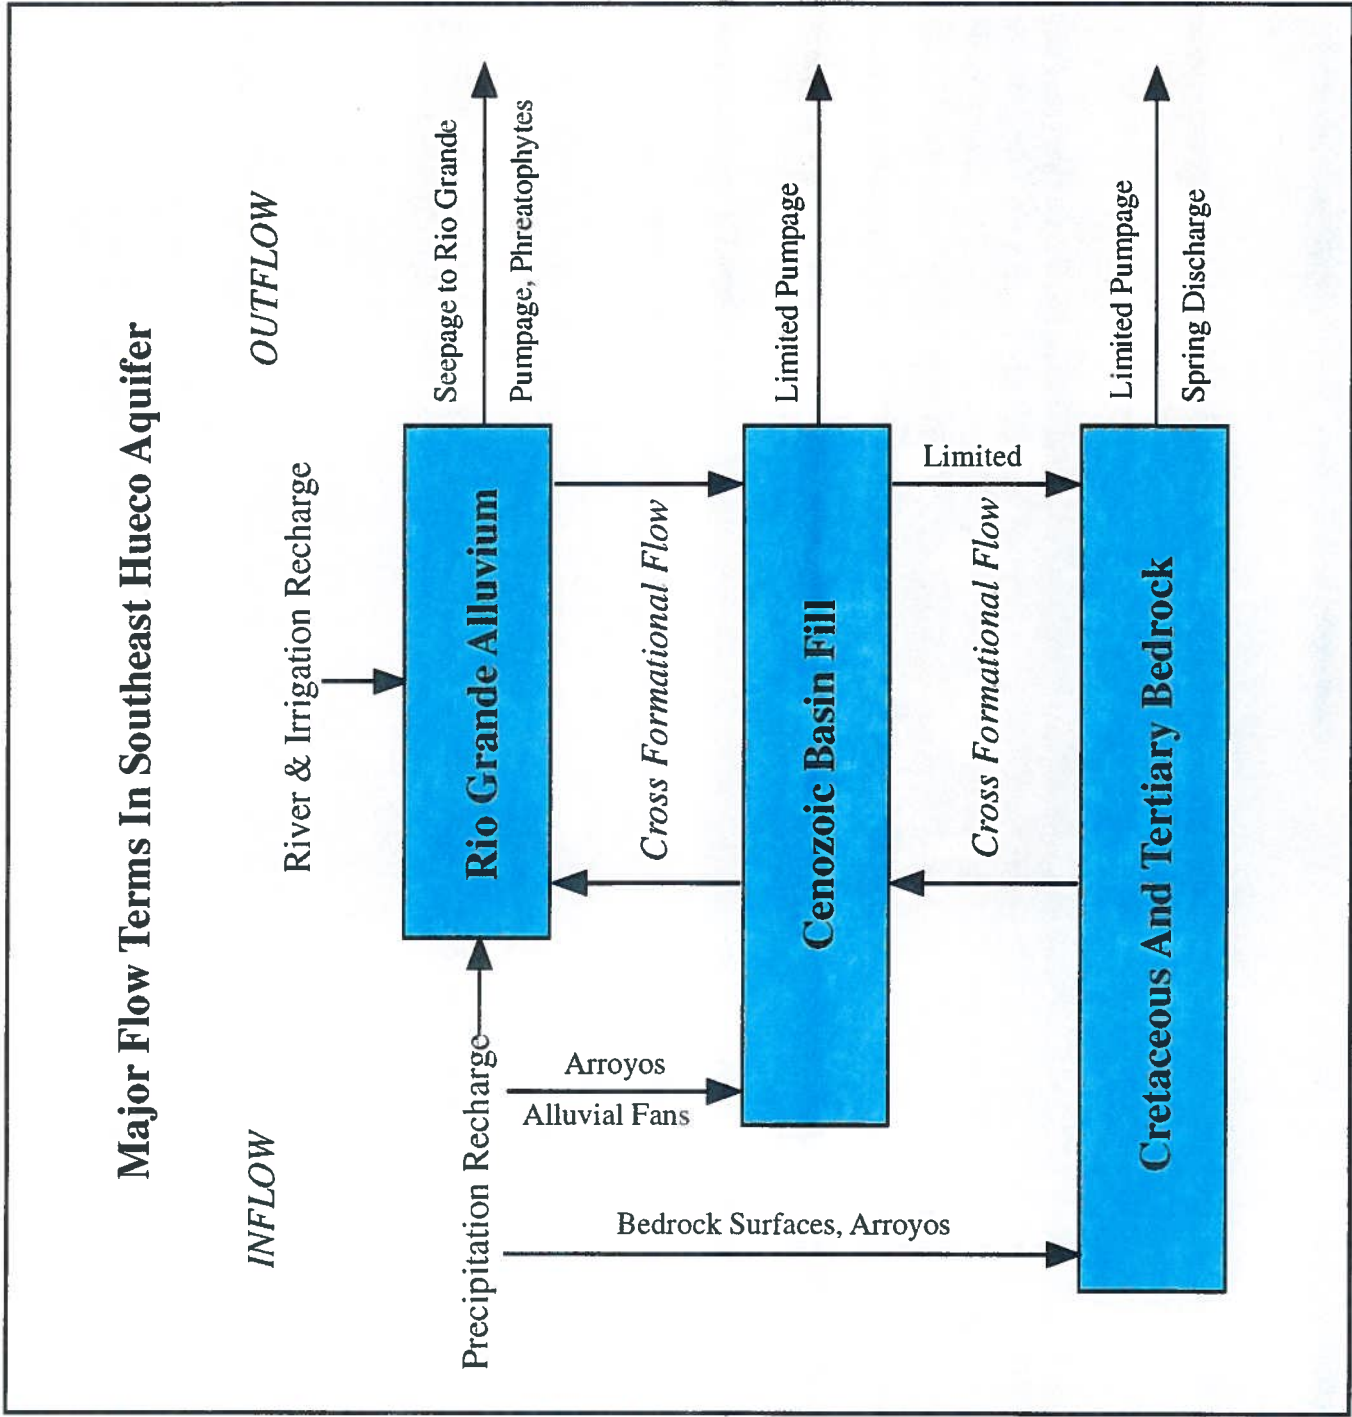 Major Flow Terms In Southeast Hueco Aquifer
INFLOW
OUTFLOW
River & Irrigation Recharge
Precipitation Recharge
Rio Grande Alluvium
Seepage to Rio Grande
Pumpage, Phreatophytes
Arroyos
Alluvial Fans
Cross Formational Flow
Cenozoic Basin Fill
Limited Pumpage
Bedrock Surfaces, Arroyos
Cross Formational Flow
Limited
Cretaceous And Tertiary Bedrock
Limited Pumpage
Spring Discharge